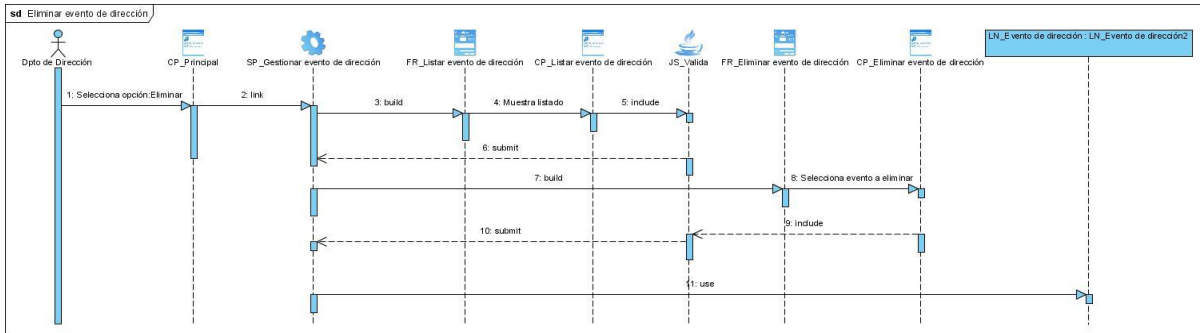 sd Eliminar evento de dirección
Dpto de Dirección
CP_Principal
SP_Gestionar evento de dirección
FR_Listar evento de dirección
CP_Listar evento de dirección
JS_Valida
FR_Eliminar evento de dirección
CP_Eliminar evento de dirección
LN_Evento de dirección : LN_Evento de dirección2
1: Selecciona opción:Eliminar
2: link
3: build
4: Muestra listado
5: include
6: submit
7: build
8: Selecciona evento a eliminar
9: include
10: submit
11: use